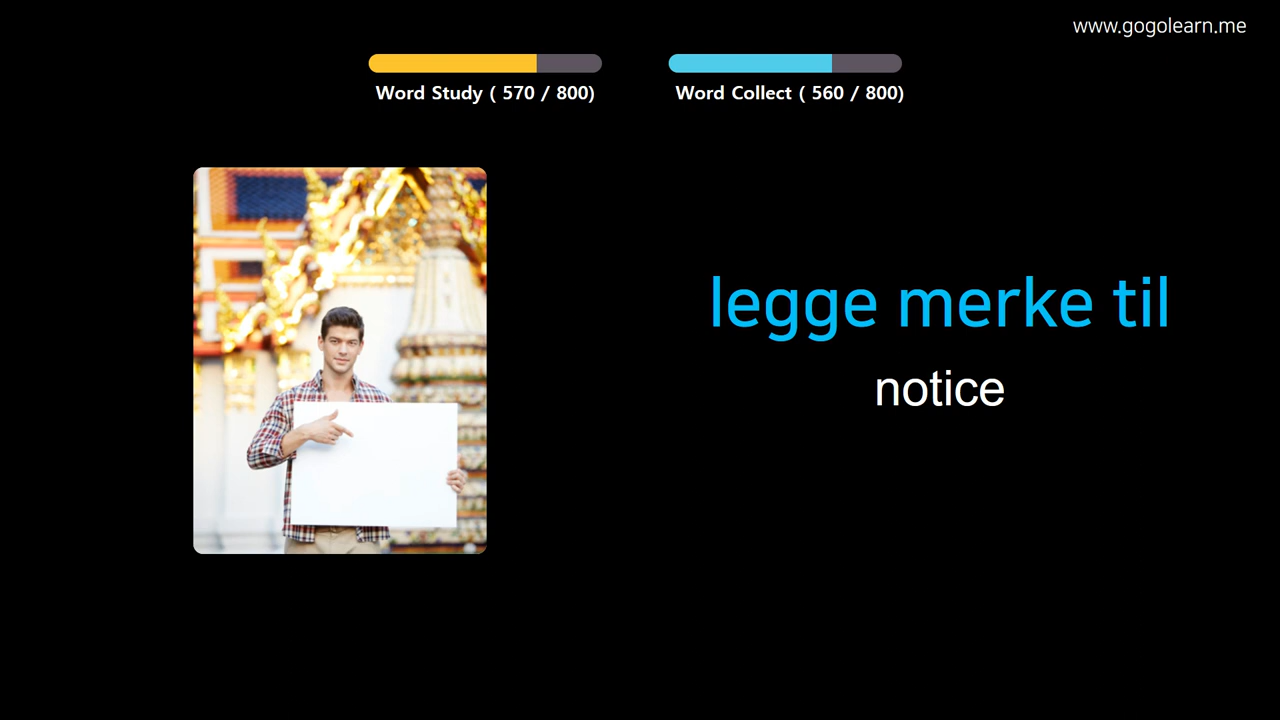 www.gogolearn.me
Word Study ( 570 / 800)
Word Collect ( 560 / 800)
legge merke til
notice